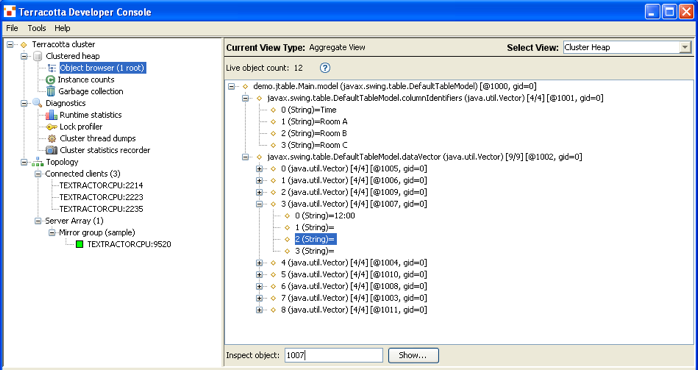 Terracotta Developer Console
File Tools Help
Terracotta cluster
Clustered heap
Object browser (1 root)
Instance counts
Garbage collection
Diagnostics
Runtime statistics
Lock profiler
Cluster thread dumps
Cluster statistics recorder
Topology
Connected clients (3)
TEXTRACTORCPU:2214
TEXTRACTORCPU:2223
TEXTRACTORCPU:2235
Server Array (1)
Mirror group (sample)
TEXTRACTORCPU:9520
Current View Type: Aggregate View
Select View: Cluster Heap
Live object count: 12 ?
demo.jtable.Main.model (javax.swing.table.DefaultTableModel) [@1000, gid=0]
javax.swing.table.DefaultTableModel.columnIdentifiers (java.util.Vector) [4/4] [@1001, gid=0]
0 (String)=Time
1 (String)=Room A
2 (String)=Room B
3 (String)=Room C
javax.swing.table.DefaultTableModel.dataVector (java.util.Vector) [9/9] [@1002, gid=0]
0 (java.util.Vector) [4/4] [@1005, gid=0]
1 (java.util.Vector) [4/4] [@1006, gid=0]
2 (java.util.Vector) [4/4] [@1009, gid=0]
3 (java.util.Vector) [4/4] [@1007, gid=0]
0 (String)=12:00
1 (String)=
2 (String)=
3 (String)=
4 (java.util.Vector) [4/4] [@1004, gid=0]
5 (java.util.Vector) [4/4] [@1010, gid=0]
6 (java.util.Vector) [4/4] [@1008, gid=0]
7 (java.util.Vector) [4/4] [@1003, gid=0]
8 (java.util.Vector) [4/4] [@1011, gid=0]
Inspect object: 1007 Show...